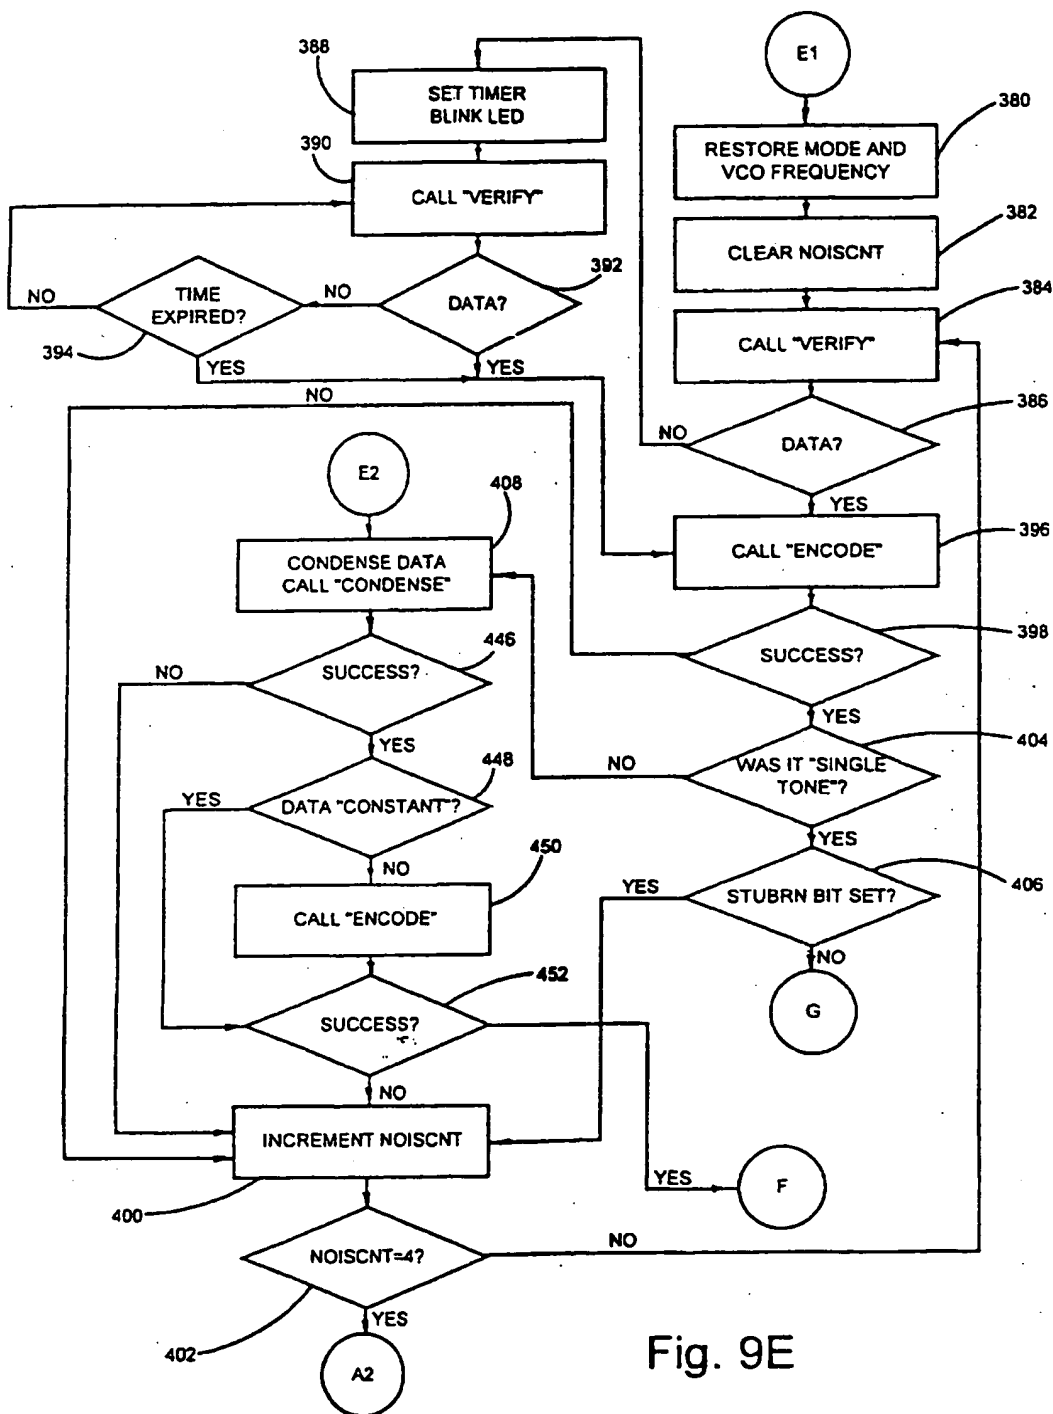 388
SET TIMER
BLINK LED
390
CALL "VERIFY"
392
DATA?
NO
TIME
EXPIRED?
NO
394
YES
YES
E1
380
RESTORE MODE AND
VCO FREQUENCY
382
CLEAR NOISCNT
384
CALL "VERIFY"
386
DATA?
NO
YES
396
CALL "ENCODE"
398
SUCCESS?
NO
YES
404
WAS IT "SINGLE
TONE"?
NO
YES
406
STUBRN BIT SET?
YES
NO
G
E2
408
CONDENSE DATA
CALL "CONDENSE"
446
SUCCESS?
NO
YES
448
DATA "CONSTANT"?
YES
NO
450
CALL "ENCODE"
452
SUCCESS?
NO
YES
F
INCREMENT NOISCNT
400
NOISCNT=4?
NO
402
YES
A2
Fig. 9E